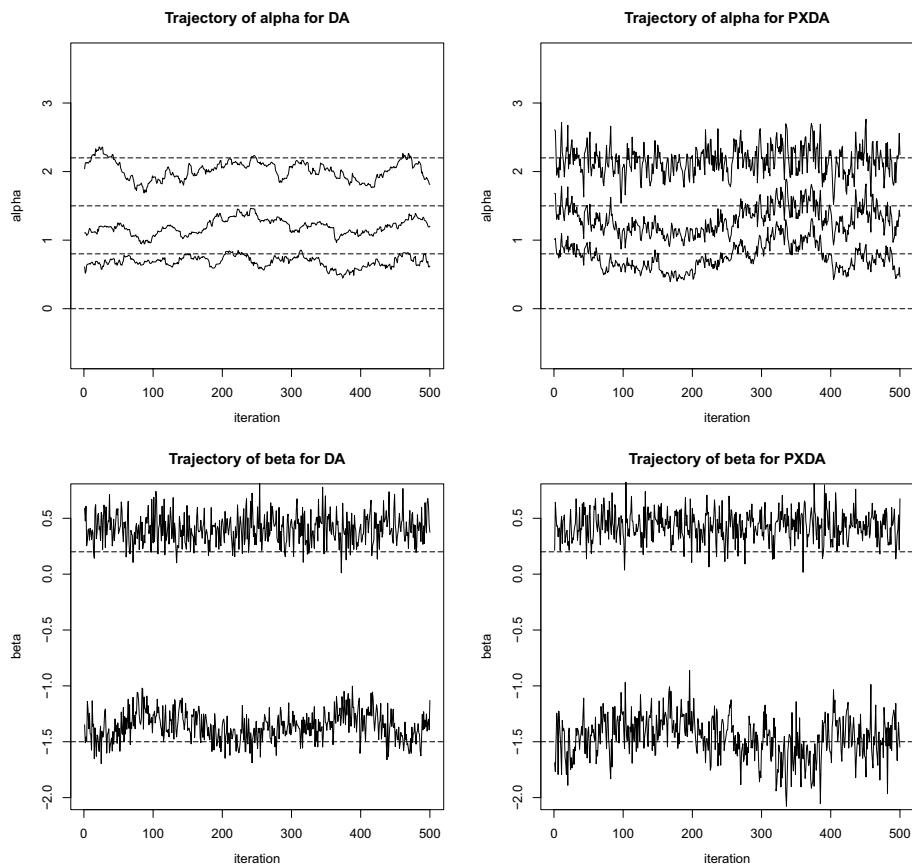 Trajectory of alpha for DA
alpha
3
2
1
0
0 100 200 300 400 500
iteration
Trajectory of alpha for PXDA
alpha
3
2
1
0
0 100 200 300 400 500
iteration
Trajectory of beta for DA
beta
0.5
0.0
−0.5
−1.0
−1.5
−2.0
0 100 200 300 400 500
iteration
Trajectory of beta for PXDA
beta
0.5
0.0
−0.5
−1.0
−1.5
−2.0
0 100 200 300 400 500
iteration